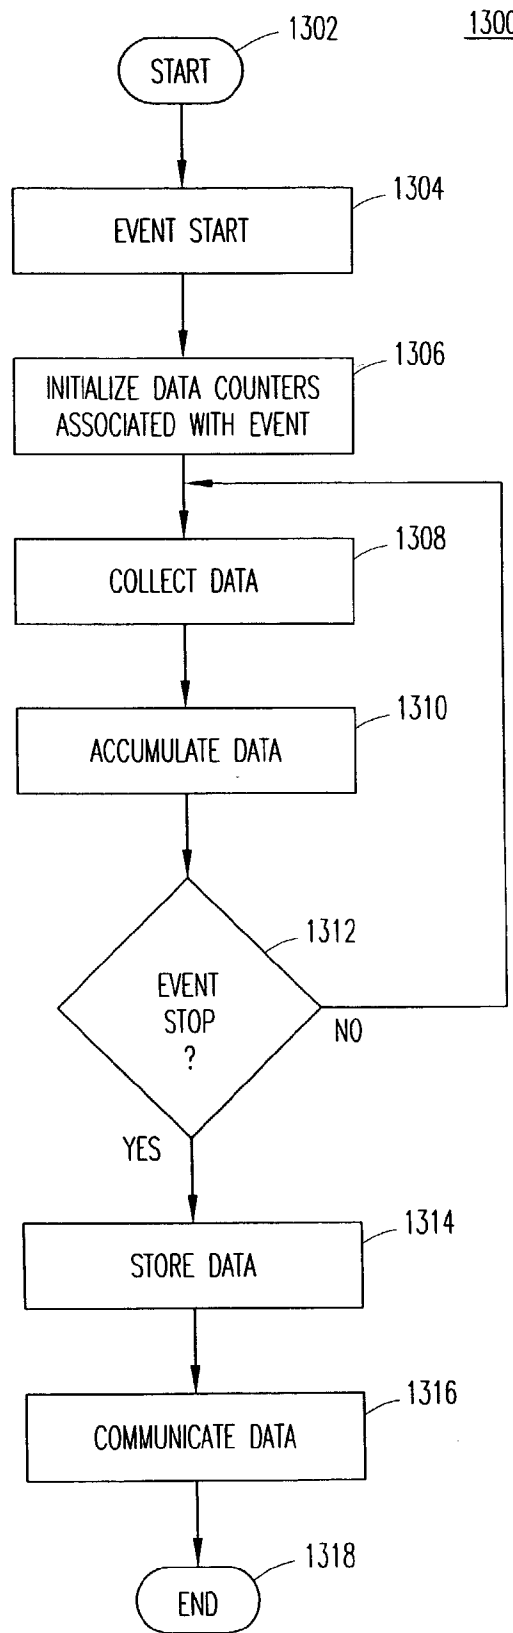 1300
1302
START
1304
EVENT START
1306
INITIALIZE DATA COUNTERS
ASSOCIATED WITH EVENT
1308
COLLECT DATA
1310
ACCUMULATE DATA
1312
EVENT
STOP
?
NO
YES
1314
STORE DATA
1316
COMMUNICATE DATA
1318
END